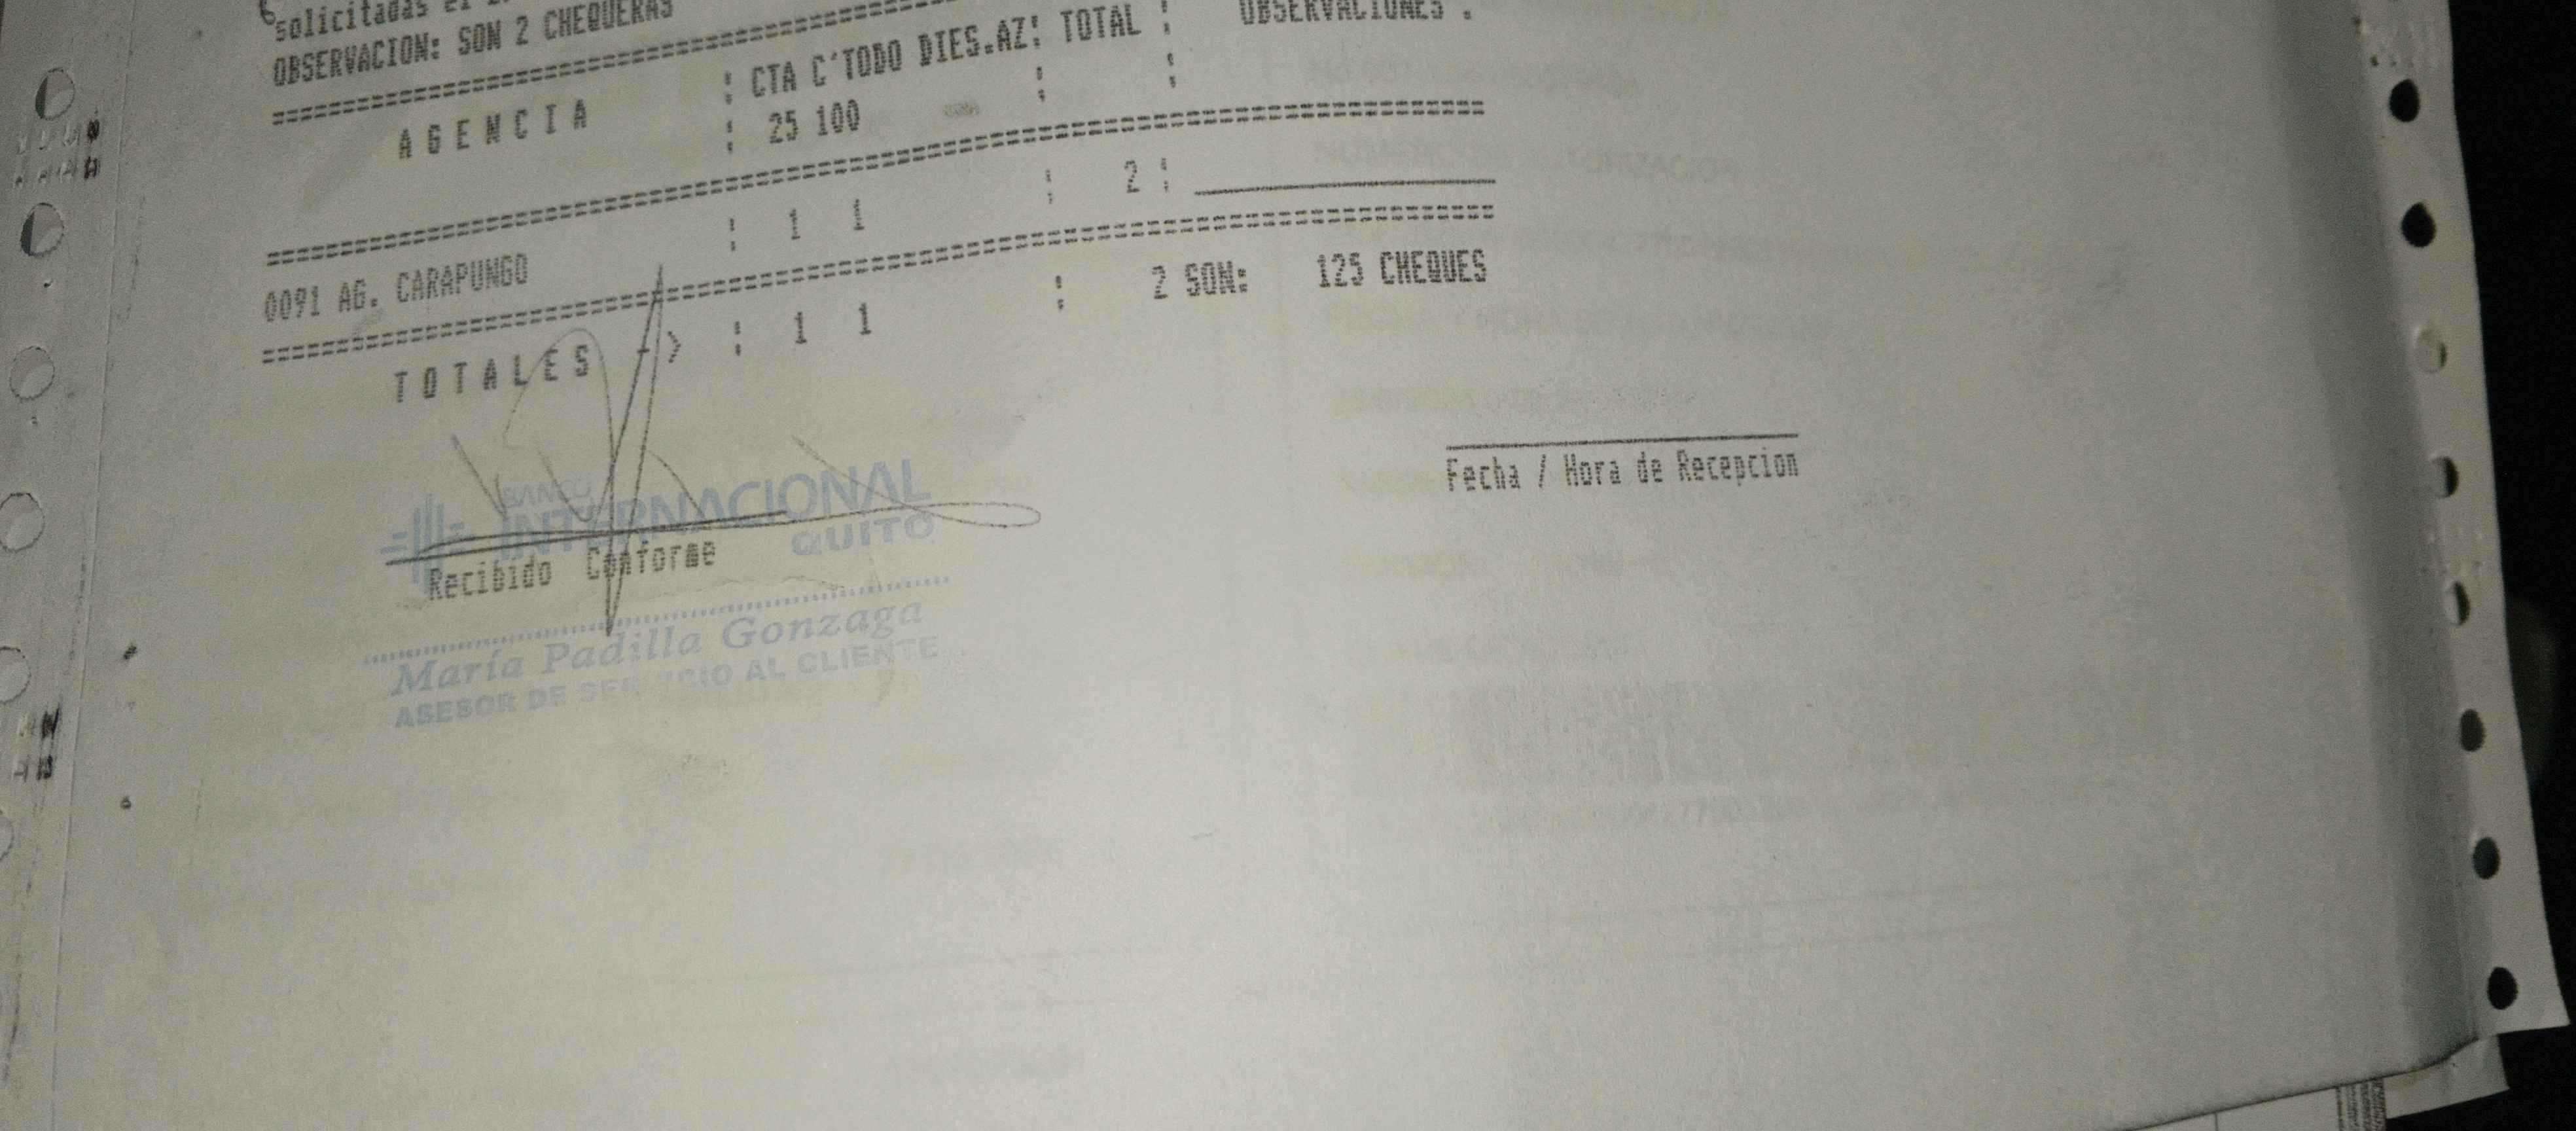 solicitadas el
OBSERVACION: SON 2 CHEQUERAS
==================================================
A G E N C I A : CTA C'TODO DIES.AZ: TOTAL : OBSERVACIONES .
: 25 100 : :
==================================================
0091 AG. CARAPUNGO : 1 1 : 2 : ____________________
==================================================
T O T A L E S -> : 1 1 : 2 SON: 125 CHEQUES
BANCO
INTERNACIONAL
QUITO
Recibido Conforme
Fecha / Hora de Recepcion
María Padilla Gonzaga
ASESOR DE SERVICIO AL CLIENTE